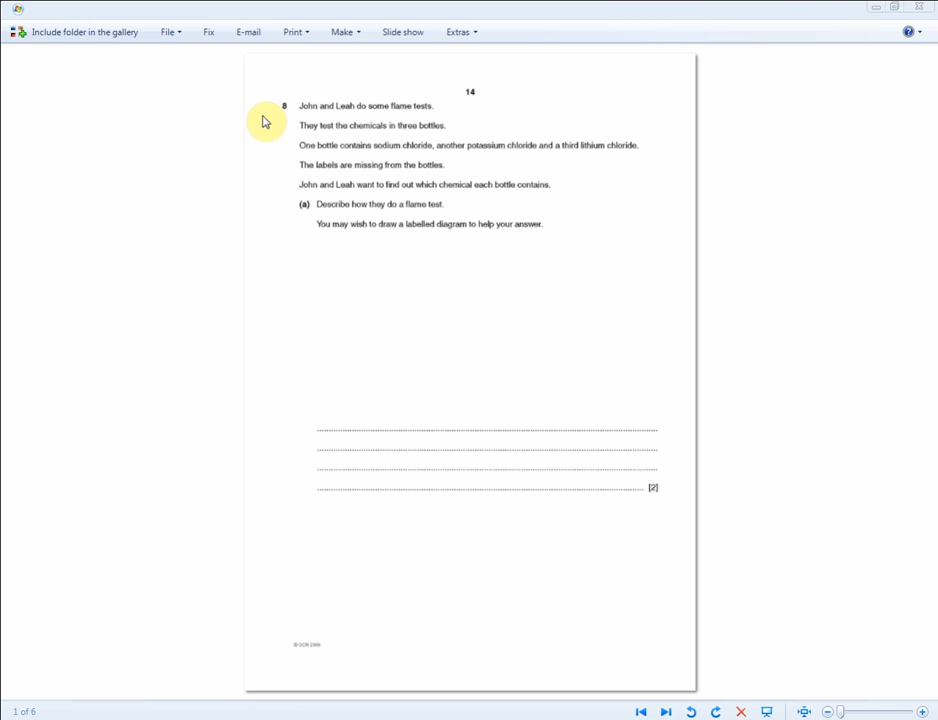 Include folder in the gallery File Fix E-mail Print Make Slide show Extras
14
8 John and Leah do some flame tests.
They test the chemicals in three bottles.
One bottle contains sodium chloride, another potassium chloride and a third lithium chloride.
The labels are missing from the bottles.
John and Leah want to find out which chemical each bottle contains.
(a) Describe how they do a flame test.
You may wish to draw a labelled diagram to help your answer.
[2]
© OCR 2009
1 of 6